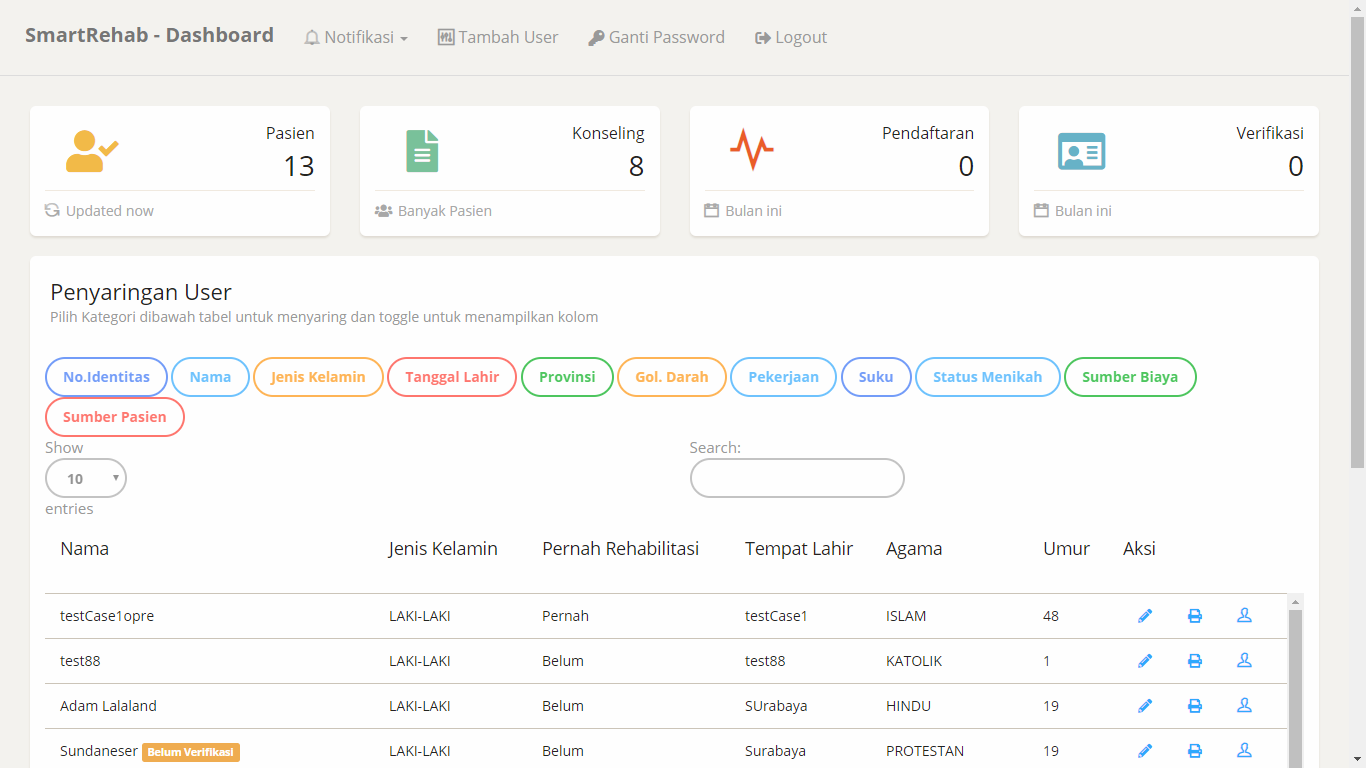 SmartRehab - Dashboard Notifikasi Tambah User Ganti Password Logout
Pasien Konseling Pendaftaran Verifikasi
13 8 0 0
Updated now Banyak Pasien Bulan ini Bulan ini
Penyaringan User
Pilih Kategori dibawah tabel untuk menyaring dan toggle untuk menampilkan kolom
No.Identitas Nama Jenis Kelamin Tanggal Lahir Provinsi Gol. Darah Pekerjaan Suku Status Menikah Sumber Biaya
Sumber Pasien
Show Search:
10
entries
Nama Jenis Kelamin Pernah Rehabilitasi Tempat Lahir Agama Umur Aksi
testCase1opre LAKI-LAKI Pernah testCase1 ISLAM 48
test88 LAKI-LAKI Belum test88 KATOLIK 1
Adam Lalaland LAKI-LAKI Belum SUrabaya HINDU 19
Sundaneser Belum Verifikasi LAKI-LAKI Belum Surabaya PROTESTAN 19